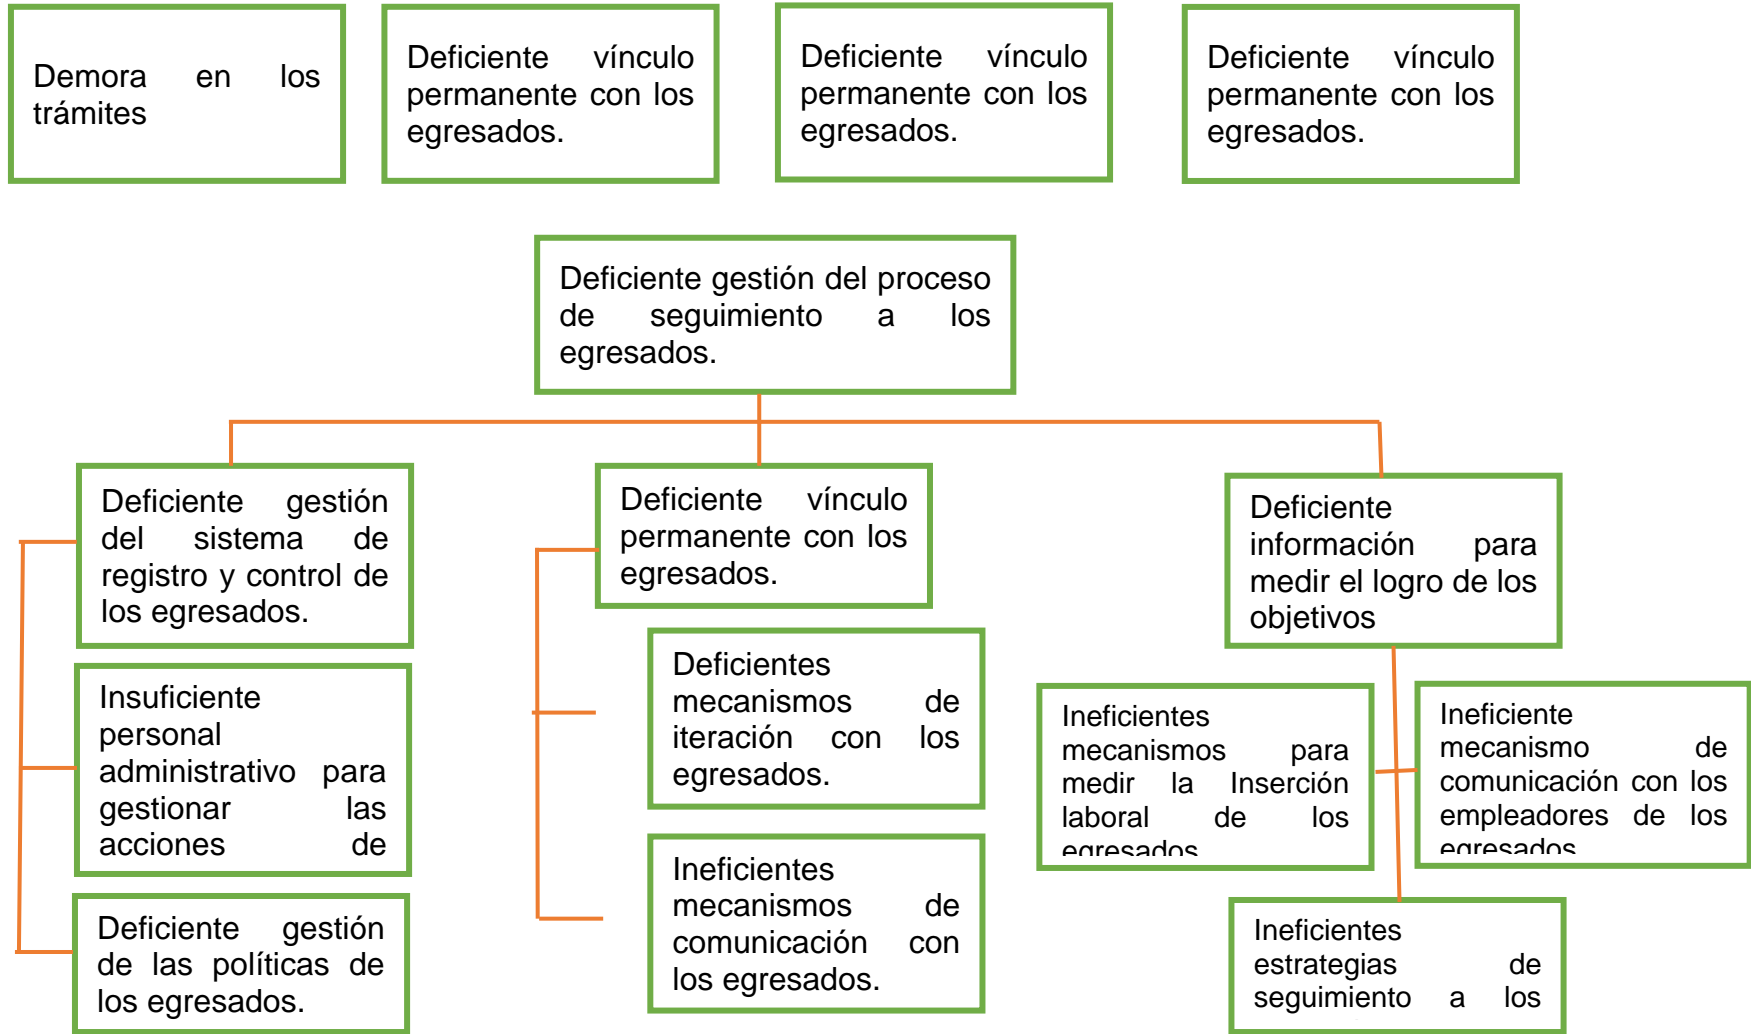 Demora en los
trámites
Deficiente vínculo
permanente con los
egresados.
Deficiente vínculo
permanente con los
egresados.
Deficiente vínculo
permanente con los
egresados.
Deficiente gestión del proceso
de seguimiento a los
egresados.
Deficiente gestión
del sistema de
registro y control de
los egresados.
Insuficiente
personal
administrativo para
gestionar las
acciones de
Deficiente gestión
de las políticas de
los egresados.
Deficiente vínculo
permanente con los
egresados.
Deficientes
mecanismos de
iteración con los
egresados.
Ineficientes
mecanismos de
comunicación con
los egresados.
Deficiente
información para
medir el logro de los
objetivos
Ineficientes
mecanismos para
medir la Inserción
laboral de los
egresados
Ineficiente
mecanismo de
comunicación con los
empleadores de los
egresados
Ineficientes
estrategias de
seguimiento a los